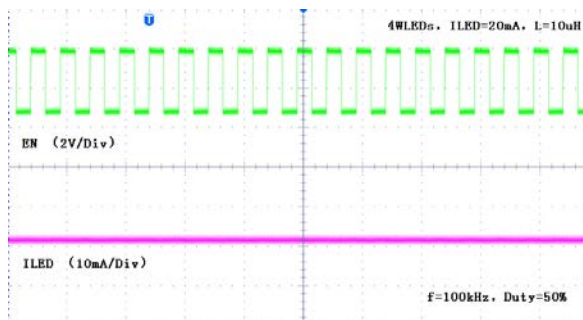 T
4WLEDs, ILED=20mA, L=10uH
EN (2V/Div)
ILED (10mA/Div)
f=100kHz, Duty=50%